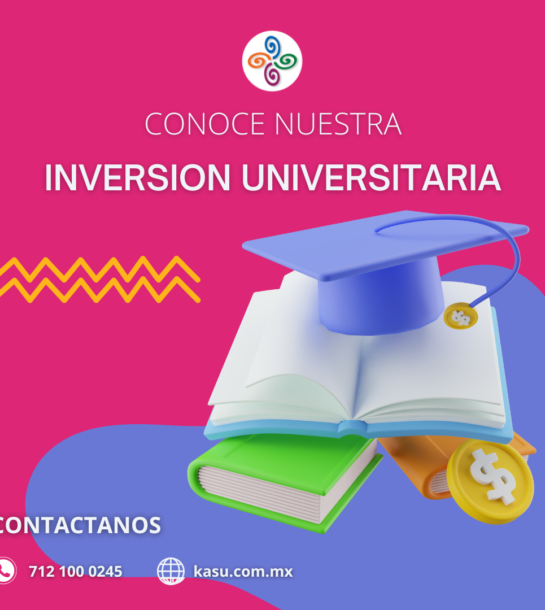 CONOCE NUESTRA
INVERSION UNIVERSITARIA
$
$
CONTACTANOS
712 100 0245
kasu.com.mx